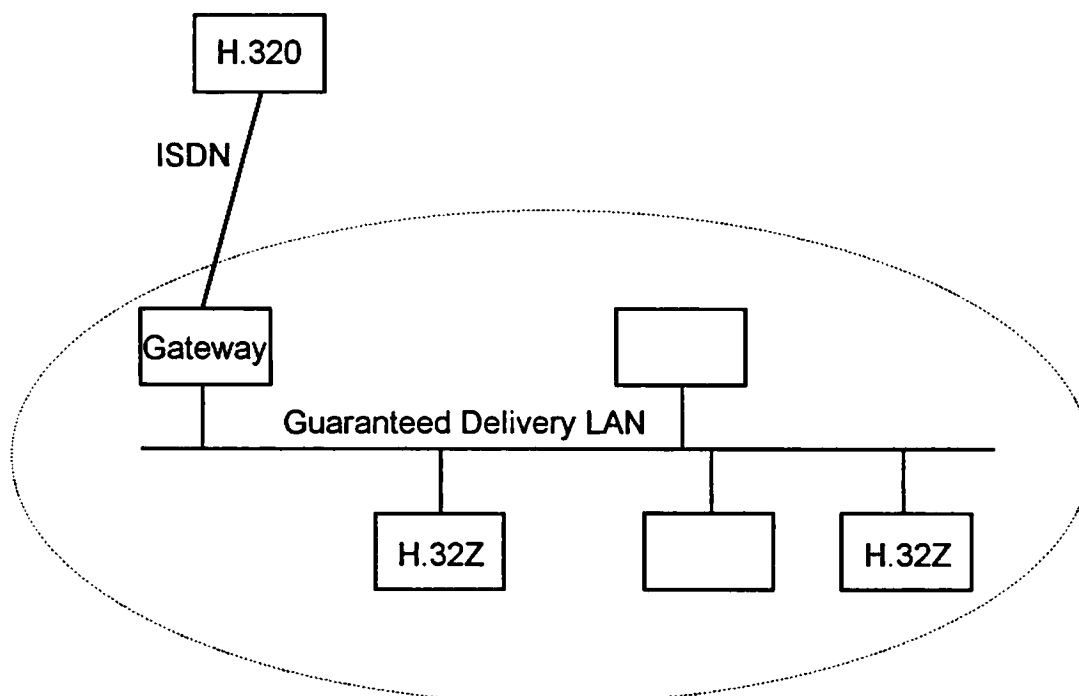 H.320
ISDN
Gateway
Guaranteed Delivery LAN
H.32Z
H.32Z